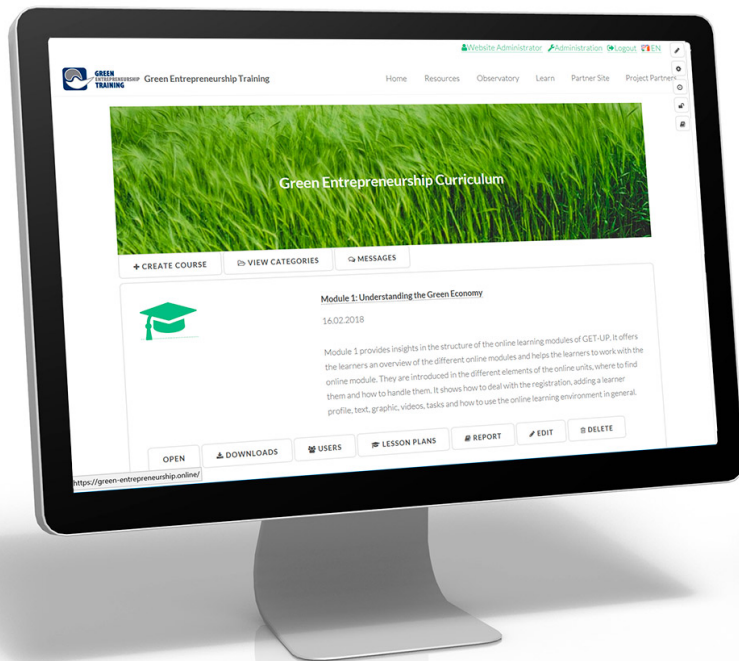 Website Administrator Administration Logout EN
GREEN
ENTREPRENEURSHIP
TRAINING
Green Entrepreneurship Training
Home Resources Observatory Learn Partner Site Project Partners
Green Entrepreneurship Curriculum
+ CREATE COURSE VIEW CATEGORIES MESSAGES
Module 1: Understanding the Green Economy
16.02.2018
Module 1 provides insights in the structure of the online learning modules of GET-UP. It offers
the learners an overview of the different online modules and helps the learners to work with the
online module. They are introduced in the different elements of the online units, where to find
them and how to handle them. It shows how to deal with the registration, adding a learner
profile, text, graphic, videos, tasks and how to use the online learning environment in general.
OPEN DOWNLOADS USERS LESSON PLANS REPORT EDIT DELETE
https://green-entrepreneurship.online/